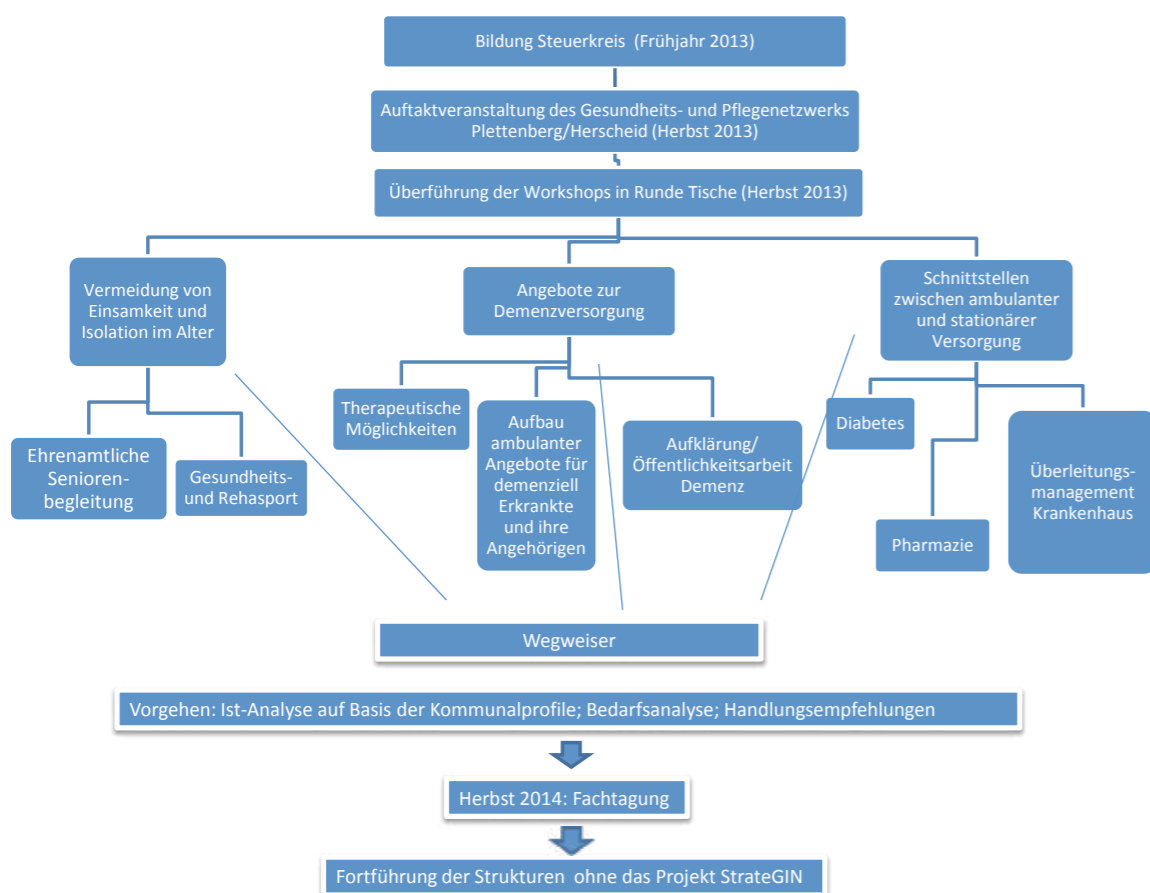 Bildung Steuerkreis (Frühjahr 2013)
Auftaktveranstaltung des Gesundheits- und Pflegenetzwerks
Plettenberg/Herscheid (Herbst 2013)
Überführung der Workshops in Runde Tische (Herbst 2013)
Vermeidung von
Einsamkeit und
Isolation im Alter
Angebote zur
Demenzversorgung
Schnittstellen
zwischen ambulanter
und stationärer
Versorgung
Ehrenamtliche
Senioren-
begleitung
Gesundheits-
und Rehasport
Therapeutische
Möglichkeiten
Aufbau
ambulanter
Angebote für
demenziell
Erkrankte
und ihre
Angehörigen
Aufklärung/
Öffentlichkeitsarbeit
Demenz
Diabetes
Pharmazie
Überleitungs-
management
Krankenhaus
Wegweiser
Vorgehen: Ist-Analyse auf Basis der Kommunalprofile; Bedarfsanalyse; Handlungsempfehlungen
Herbst 2014: Fachtagung
Fortführung der Strukturen ohne das Projekt StrateGIN